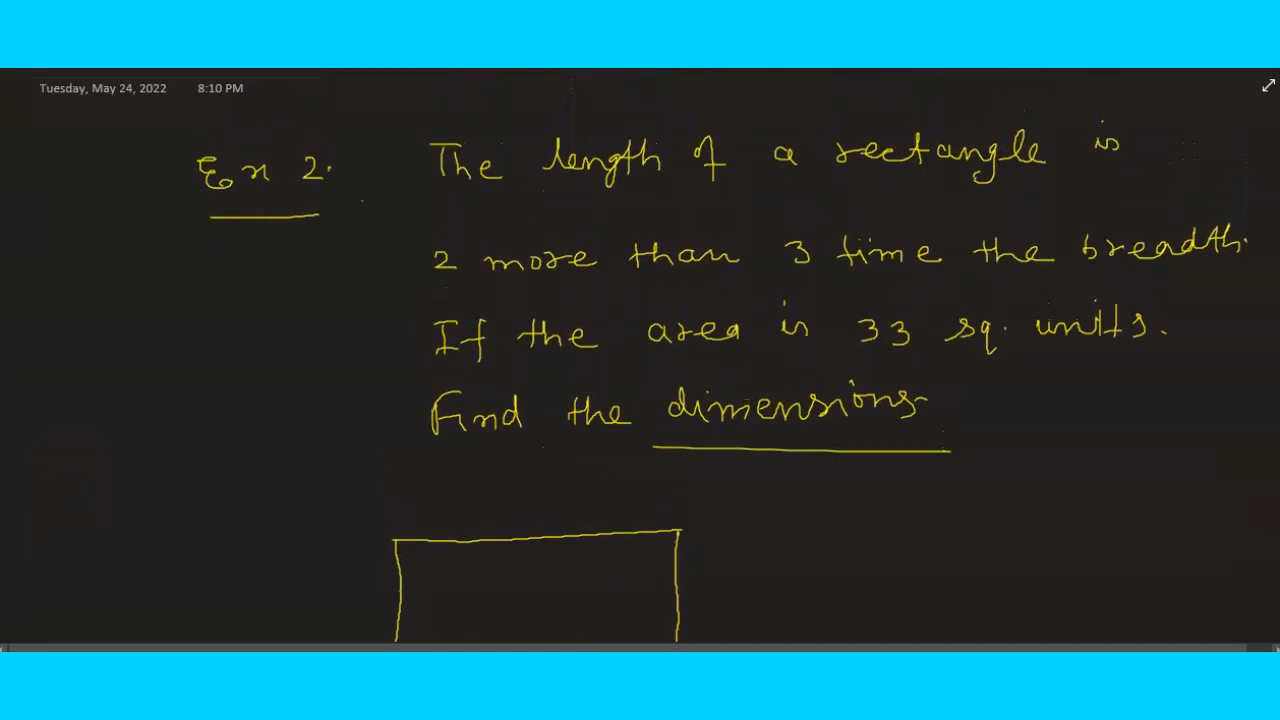 Tuesday, May 24, 2022 8:10 PM
Ex 2. The length of a rectangle is
2 more than 3 time the breadth.
If the area is 33 sq. units.
Find the dimensions.